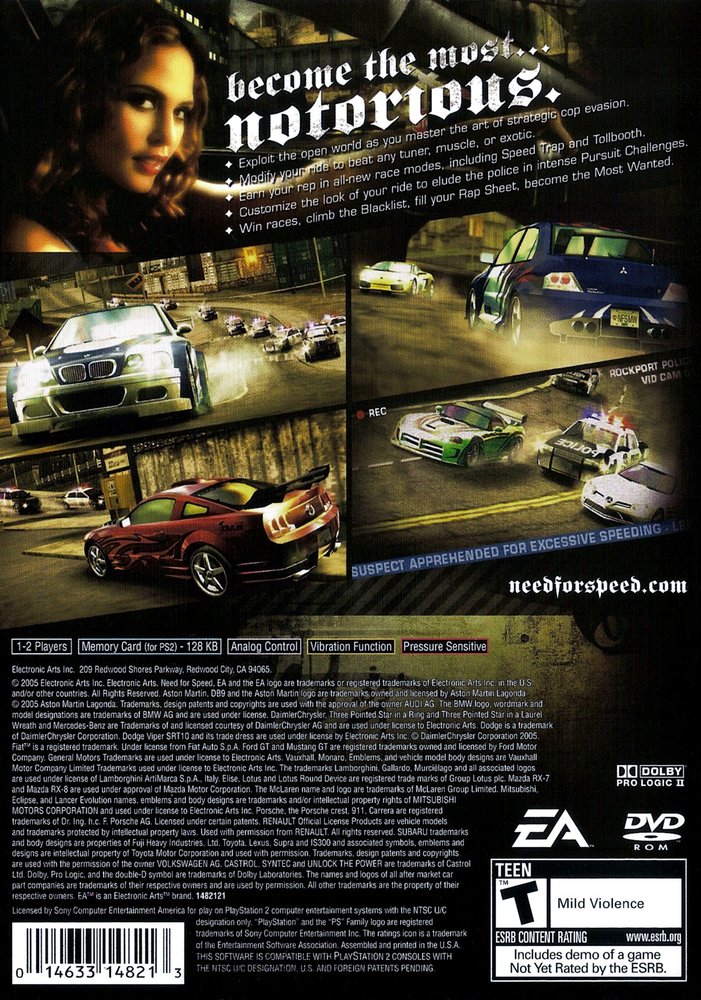 become the most...
notorious.
Exploit the open world as you master the art of strategic cop evasion.
Modify your ride to beat any tuner, muscle, or exotic.
Earn your rep in all-new race modes, including Speed Trap and Tollbooth.
Customize the look of your ride to elude the police in intense Pursuit Challenges.
Win races, climb the Blacklist, fill your Rap Sheet, become the Most Wanted.
NFSMW
ROCKPORT POLIC
VID CAM
REC
POLICE
SUSPECT APPREHENDED FOR EXCESSIVE SPEEDING - LE
needforspeed.com
1-2 Players
Memory Card (for PS2) - 128 KB
Analog Control
Vibration Function
Pressure Sensitive
Electronic Arts Inc. 209 Redwood Shores Parkway, Redwood City, CA 94065.
© 2005 Electronic Arts Inc. Electronic Arts, Need for Speed, EA and the EA logo are trademarks or registered trademarks of Electronic Arts Inc. in the U.S.
and/or other countries. All Rights Reserved. Aston Martin, DB9 and the Aston Martin logo are trademarks owned and licensed by Aston Martin Lagonda
© 2005 Aston Martin Lagonda. Trademarks, design patents and copyrights are used with the approval of the owner AUDI AG. The BMW logo, wordmark and
model designations are trademarks of BMW AG and are used under license. DaimlerChrysler, Three Pointed Star in a Ring and Three Pointed Star in a Laurel
Wreath and Mercedes-Benz are Trademarks of and licensed courtesy of DaimlerChrysler AG and are used under license to Electronic Arts. Dodge is a trademark
of DaimlerChrysler Corporation. Dodge Viper SRT10 and its trade dress are used under license by Electronic Arts Inc. © DaimlerChrysler Corporation 2005.
Fiat™ is a registered trademark. Under license from Fiat Auto S.p.A. Ford GT and Mustang GT are registered trademarks owned and licensed by Ford Motor
Company. General Motors Trademarks are used under license to Electronic Arts. Vauxhall, Monaro, Emblems, and vehicle model body designs are Vauxhall
Motor Company Limited Trademarks used under license to Electronic Arts. The trademarks Lamborghini, Gallardo, Murciélago and all associated logos
are used under license of Lamborghini ArtiMarca S.p.A., Italy. Elise, Lotus and Lotus Round Device are registered trade marks of Group Lotus plc. Mazda RX-7
and Mazda RX-8 are used under approval of Mazda Motor Corporation. The McLaren name and logo are trademarks of McLaren Group Limited. Mitsubishi,
Eclipse, and Lancer Evolution names, emblems and body designs are trademarks and/or intellectual property rights of MITSUBISHI
MOTORS CORPORATION and used under license to Electronic Arts Inc. Porsche, the Porsche crest, 911, Carrera are registered
trademarks of Dr. Ing. h.c. F. Porsche AG. Licensed under certain patents. RENAULT Official License Products are vehicle models
and trademarks protected by intellectual property laws. Used with permission from RENAULT. All rights reserved. SUBARU trademarks
and body designs are properties of Fuji Heavy Industries, Ltd. Toyota, Lexus, Supra and IS300 and associated symbols, emblems and
designs are intellectual property of Toyota Motor Corporation and used with permission. Trademarks, design patents and copyrights
are used with the permission of the owner VOLKSWAGEN AG. CASTROL, SYNTEC and UNLOCK THE POWER are trademarks of Castrol
Ltd. Dolby, Pro Logic, and the double-D symbol are trademarks of Dolby Laboratories. The names and logos of all after market car
part companies are trademarks of their respective owners and are used by permission. All other trademarks are the property of their
respective owners. EA™ is an Electronic Arts™ brand. 1482121
Licensed by Sony Computer Entertainment America for play on PlayStation 2 computer entertainment systems with the NTSC U/C
designation only. "PlayStation" and the "PS" Family logo are registered
trademarks of Sony Computer Entertainment Inc. The ratings icon is a trademark
of the Entertainment Software Association. Assembled and printed in the U.S.A.
THIS SOFTWARE IS COMPATIBLE WITH PLAYSTATION 2 CONSOLES WITH
THE NTSC U/C DESIGNATION. U.S. AND FOREIGN PATENTS PENDING.
DOLBY
PRO LOGIC II
EA
DVD
ROM
TEEN
T
™
Mild Violence
ESRB CONTENT RATING www.esrb.org
Includes demo of a game
Not Yet Rated by the ESRB.
0 14633 14821 3